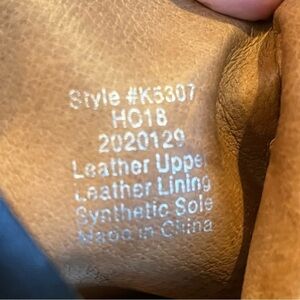 Style #K5307
HO18
2020129
Leather Upper
Leather Lining
Synthetic Sole
Made in China